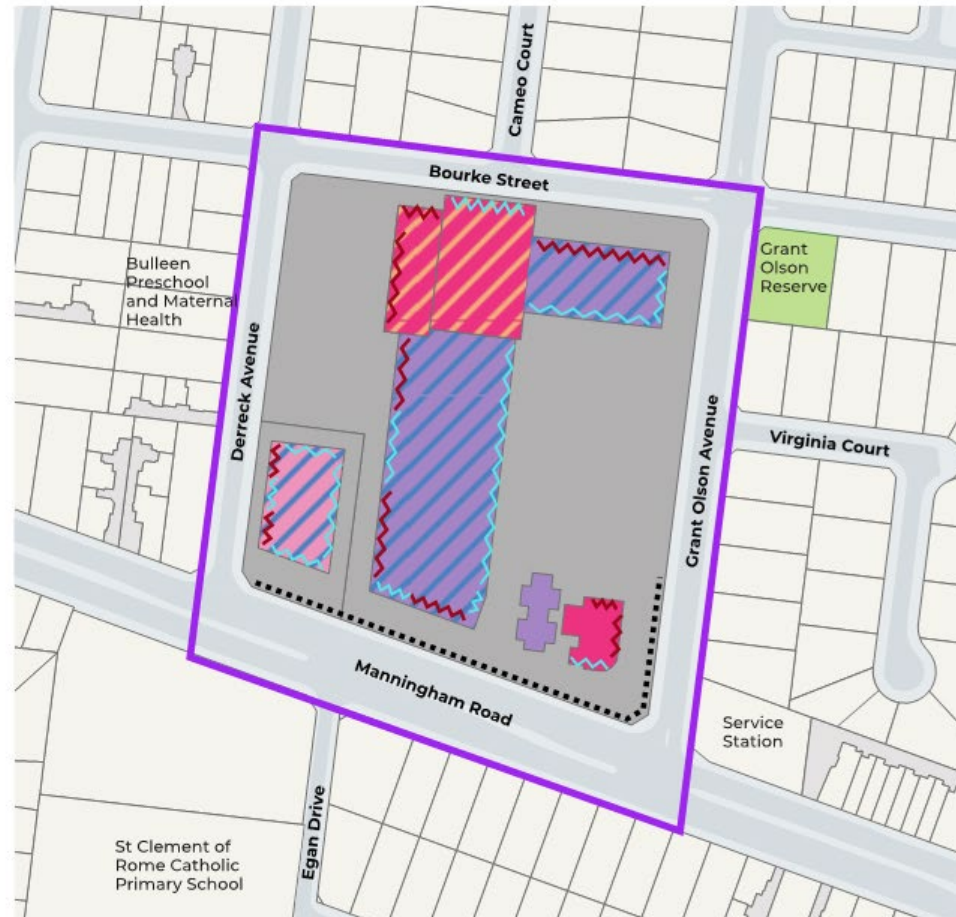 Cameo Court
Bourke Street
Grant
Olson
Reserve
Bulleen
Preschool
and Maternal
Health
Derreck Avenue
Grant Olson Avenue
Virginia Court
Manningham Road
Service
Station
Egan Drive
St Clement of
Rome Catholic
Primary School